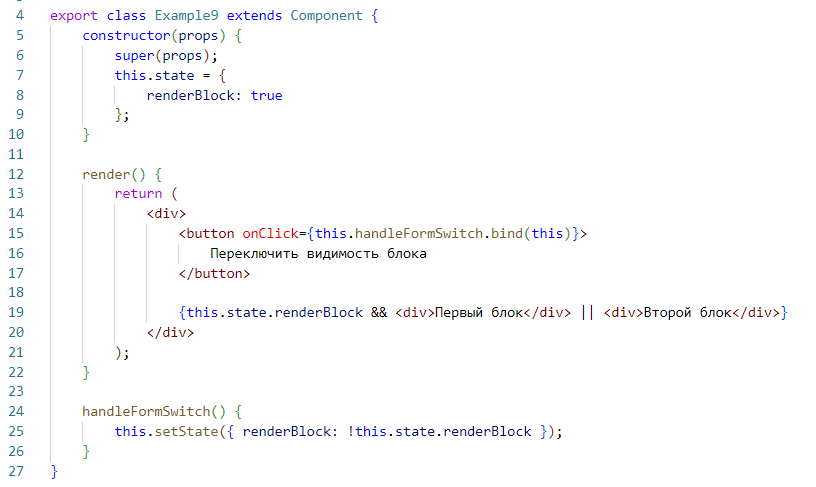 4 export class Example9 extends Component {
5     constructor(props) {
6         super(props);
7         this.state = {
8             renderBlock: true
9         };
10     }
11
12     render() {
13         return (
14             <div>
15                 <button onClick={this.handleFormSwitch.bind(this)}>
16                     Переключить видимость блока
17                 </button>
18
19                 {this.state.renderBlock && <div>Первый блок</div> || <div>Второй блок</div>}
20             </div>
21         );
22     }
23
24     handleFormSwitch() {
25         this.setState({ renderBlock: !this.state.renderBlock });
26     }
27 }